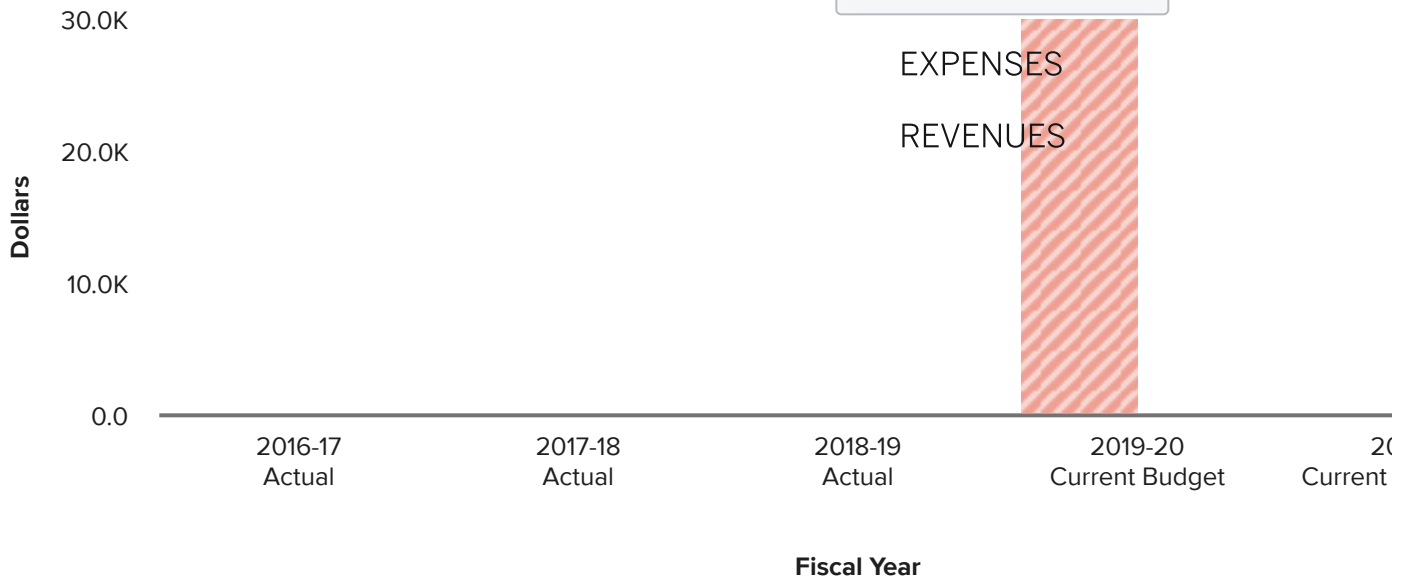 30.0K
EXPENSES
REVENUES
20.0K
Dollars
10.0K
0.0
2016-17 2017-18 2018-19 2019-20
Actual Actual Actual Current Budget Current
Fiscal Year